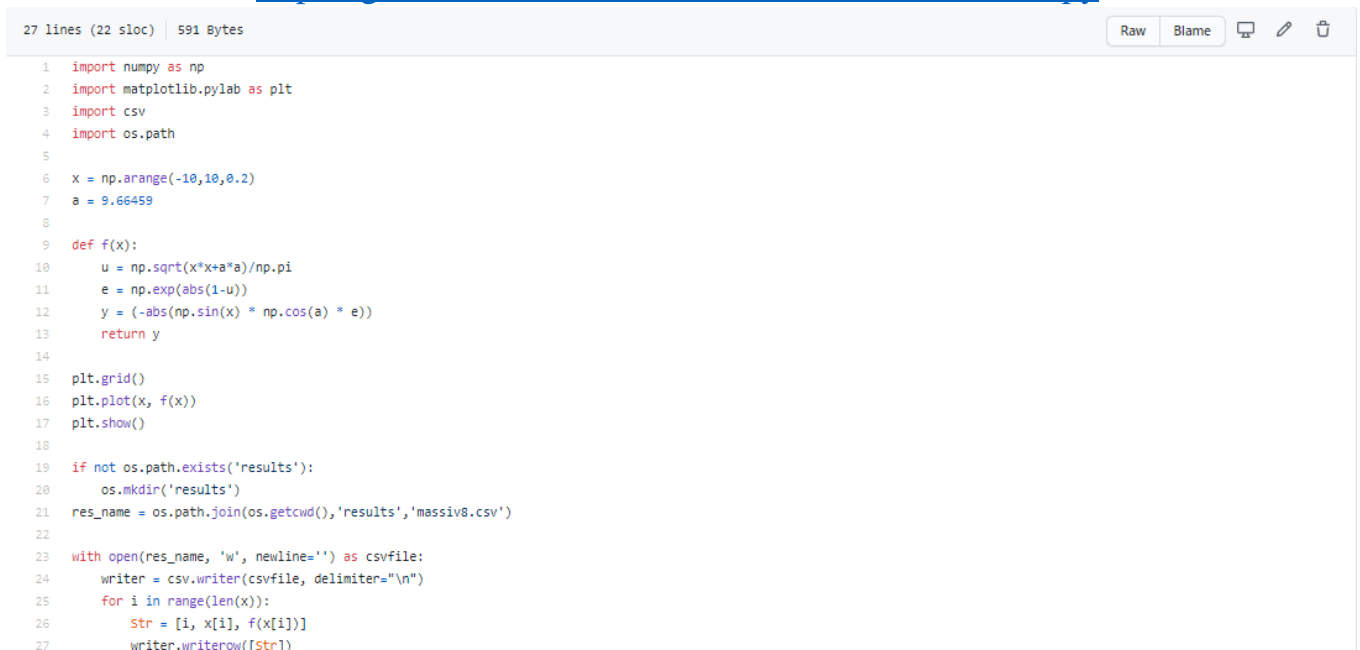 27 lines (22 sloc) 591 Bytes Raw Blame
1 import numpy as np
2 import matplotlib.pylab as plt
3 import csv
4 import os.path
5
6 x = np.arange(-10,10,0.2)
7 a = 9.66459
8
9 def f(x):
10     u = np.sqrt(x*x+a*a)/np.pi
11     e = np.exp(abs(1-u))
12     y = (-abs(np.sin(x) * np.cos(a) * e))
13     return y
14
15 plt.grid()
16 plt.plot(x, f(x))
17 plt.show()
18
19 if not os.path.exists('results'):
20     os.mkdir('results')
21 res_name = os.path.join(os.getcwd(),'results','massiv8.csv')
22
23 with open(res_name, 'w', newline='') as csvfile:
24     writer = csv.writer(csvfile, delimiter="\n")
25     for i in range(len(x)):
26         Str = [i, x[i], f(x[i])]
27         writer.writerow([Str])